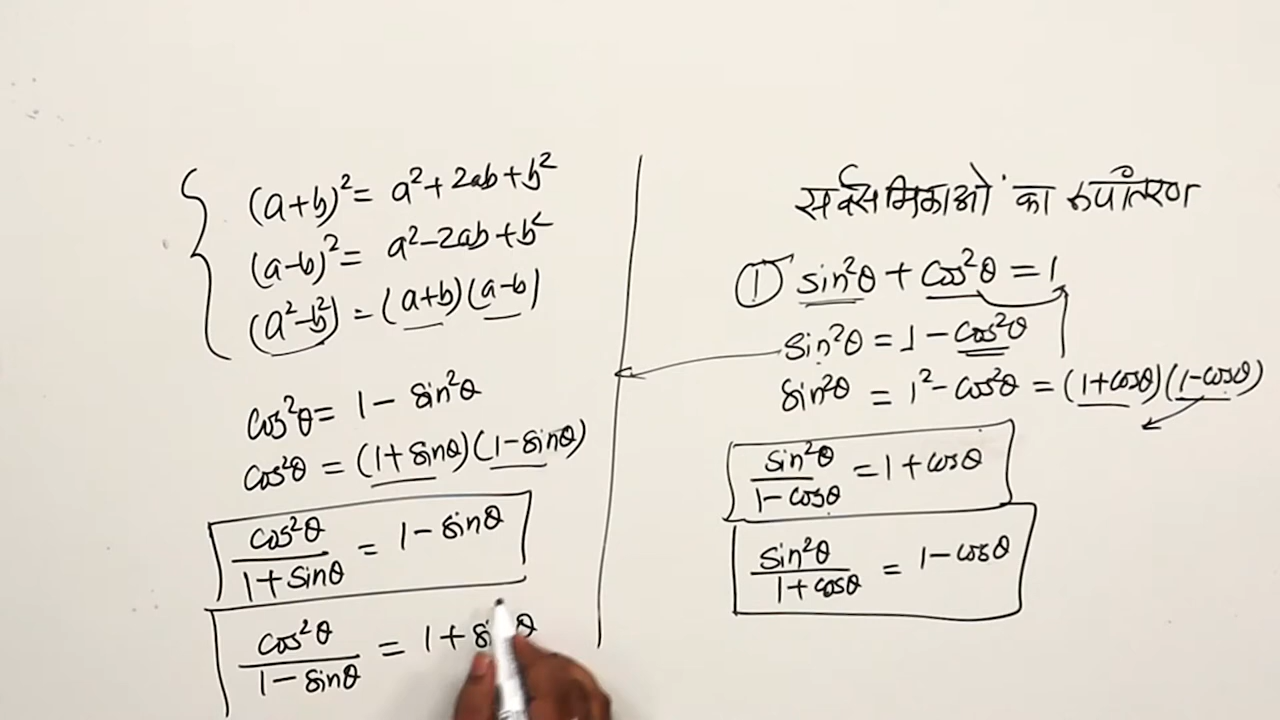 (a+b)² = a²+2ab+b²
(a-b)² = a²-2ab+b²
(a²-b²) = (a+b)(a-b)
cos²θ = 1 - sin²θ
cos²θ = (1+sinθ)(1-sinθ)
cos²θ/1+sinθ = 1-sinθ
cos²θ/1-sinθ = 1+si θ
सर्वसमिकाओं का रुपांतरण
① sin²θ + cos²θ = 1
sin²θ = 1 - cos²θ
sin²θ = 1² - cos²θ = (1+cosθ)(1-cosθ)
sin²θ/1-cosθ = 1+cosθ
sin²θ/1+cosθ = 1-cosθ